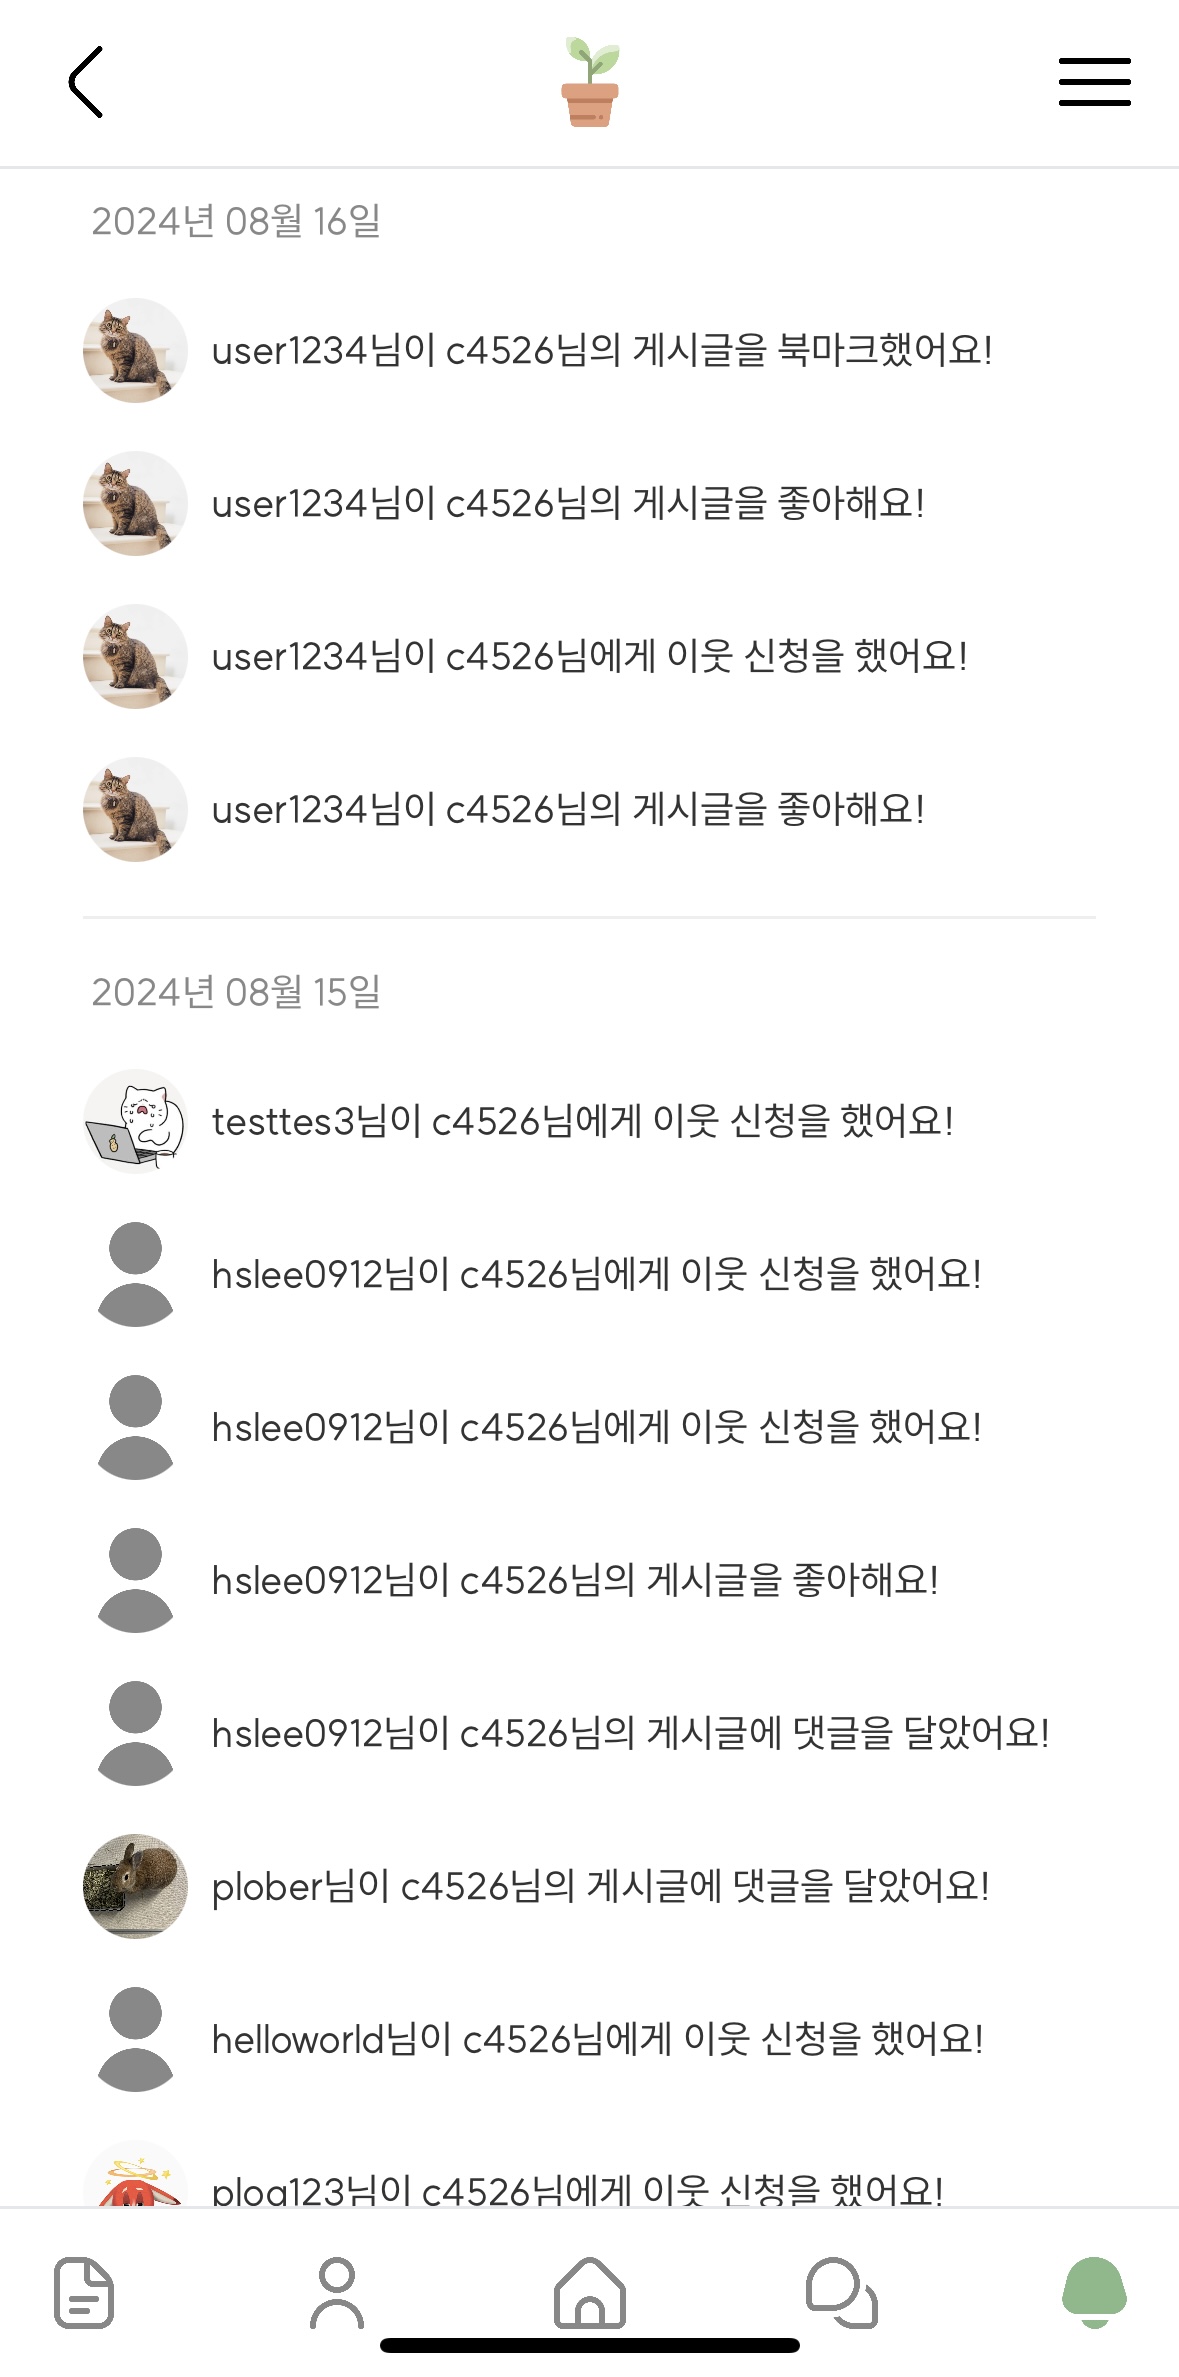 2024년 08월 16일
user1234님이 c4526님의 게시글을 북마크했어요!
user1234님이 c4526님의 게시글을 좋아해요!
user1234님이 c4526님에게 이웃 신청을 했어요!
user1234님이 c4526님의 게시글을 좋아해요!
2024년 08월 15일
testtes3님이 c4526님에게 이웃 신청을 했어요!
hslee0912님이 c4526님에게 이웃 신청을 했어요!
hslee0912님이 c4526님에게 이웃 신청을 했어요!
hslee0912님이 c4526님의 게시글을 좋아해요!
hslee0912님이 c4526님의 게시글에 댓글을 달았어요!
plober님이 c4526님의 게시글에 댓글을 달았어요!
helloworld님이 c4526님에게 이웃 신청을 했어요!
plog123님이 c4526님에게 이웃 신청을 했어요!